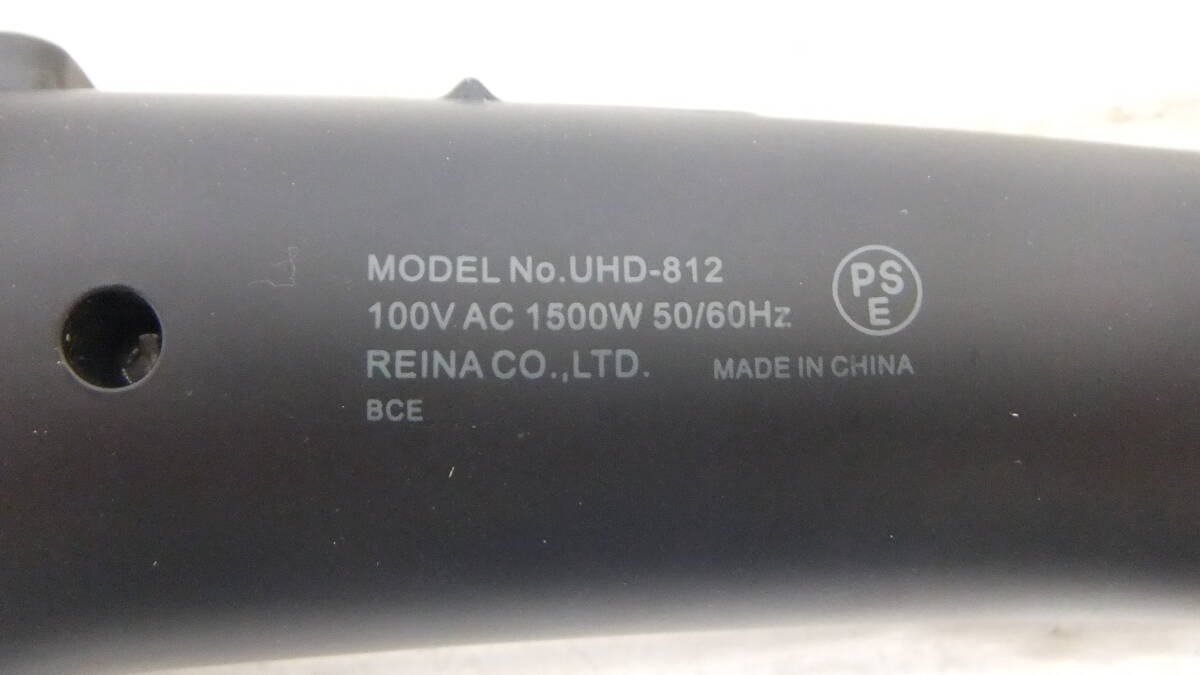 MODEL No.UHD-812
100V AC 1500W 50/60Hz
PS
E
REINA CO.,LTD.
MADE IN CHINA
BCE